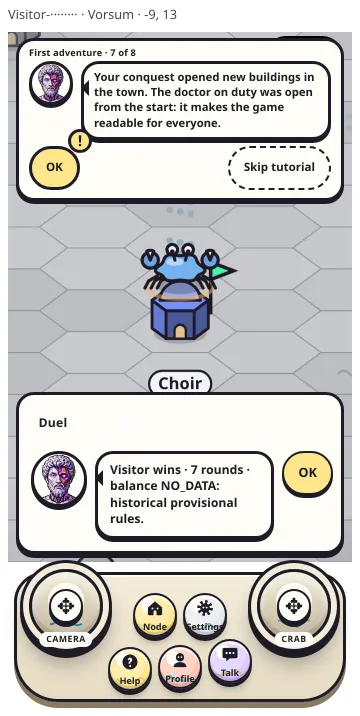 Visitor-········ · Vorsum · -9, 13
First adventure · 7 of 8
Your conquest opened new buildings in
the town. The doctor on duty was open
from the start: it makes the game
readable for everyone.
!
OK
Skip tutorial
Choir
Duel
Visitor wins · 7 rounds ·
balance NO_DATA:
historical provisional
rules.
OK
CAMERA
Node
Settings
CRAB
Help
Profile
Talk